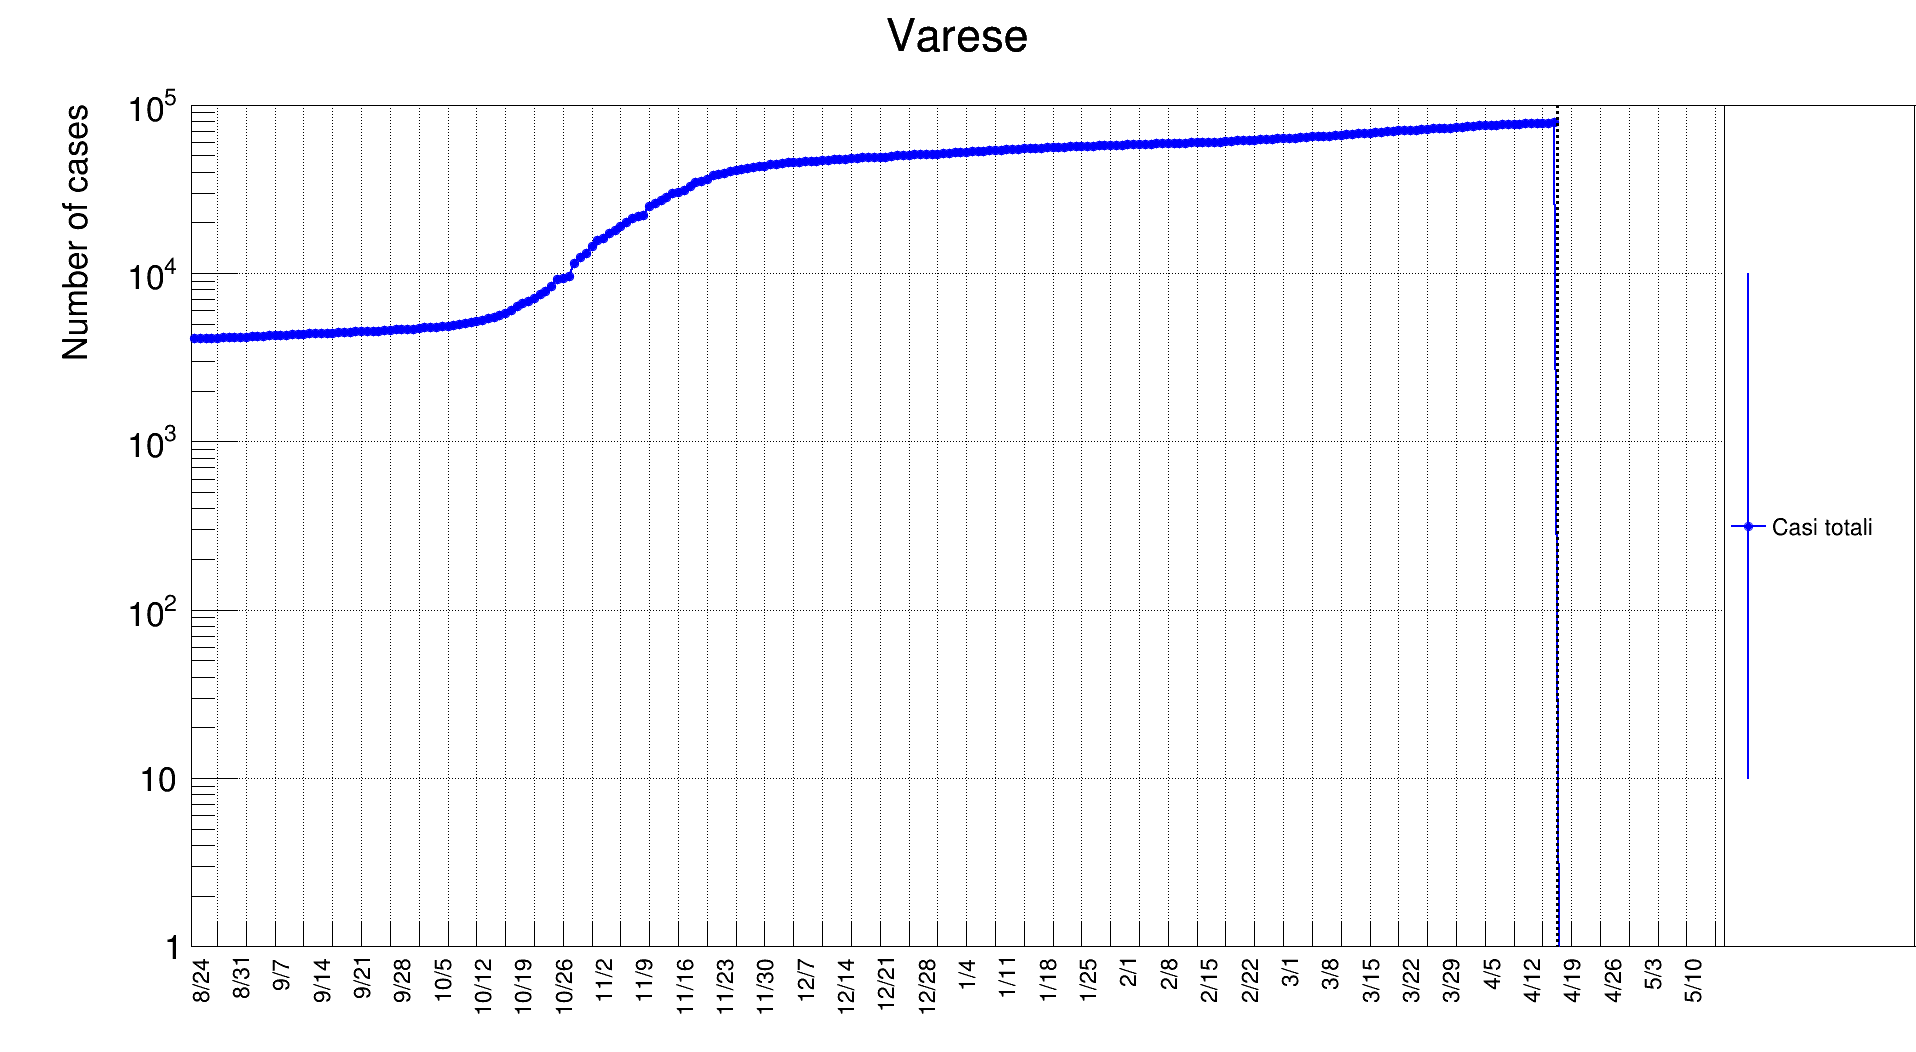 Varese
Number of cases
10^5
10^4
10^3
10^2
10
1
8/24 8/31 9/7 9/14 9/21 9/28 10/5 10/12 10/19 10/26 11/2 11/9 11/16 11/23 11/30 12/7 12/14 12/21 12/28 1/4 1/11 1/18 1/25 2/1 2/8 2/15 2/22 3/1 3/8 3/15 3/22 3/29 4/5 4/12 4/19 4/26 5/3 5/10
Casi totali